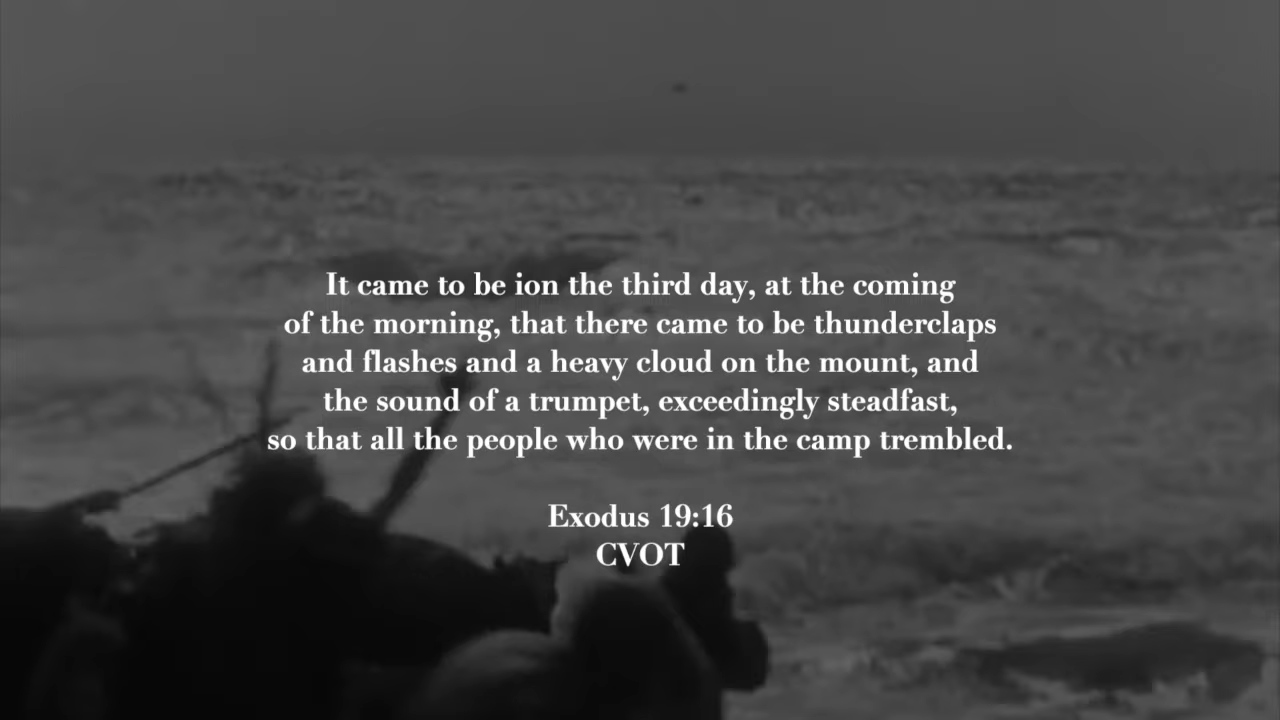 It came to be ion the third day, at the coming
of the morning, that there came to be thunderclaps
and flashes and a heavy cloud on the mount, and
the sound of a trumpet, exceedingly steadfast,
so that all the people who were in the camp trembled.
Exodus 19:16
CVOT